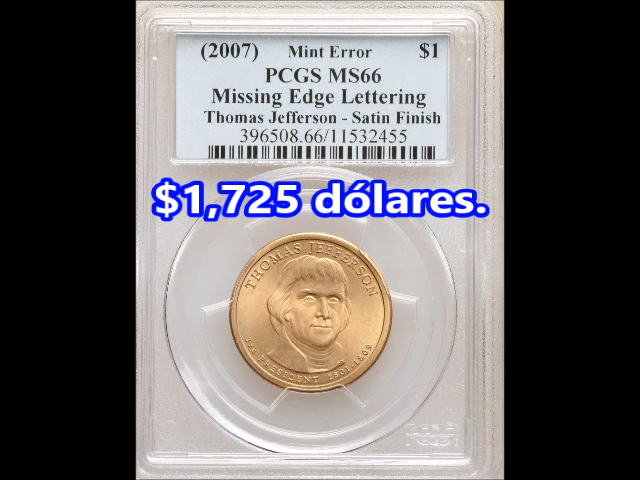 (2007) Mint Error $1
PCGS MS66
Missing Edge Lettering
Thomas Jefferson - Satin Finish
396508.66/11532455
$1,725 dólares.
THOMAS JEFFERSON
3rd PRESIDENT 1801-1809
PCGS